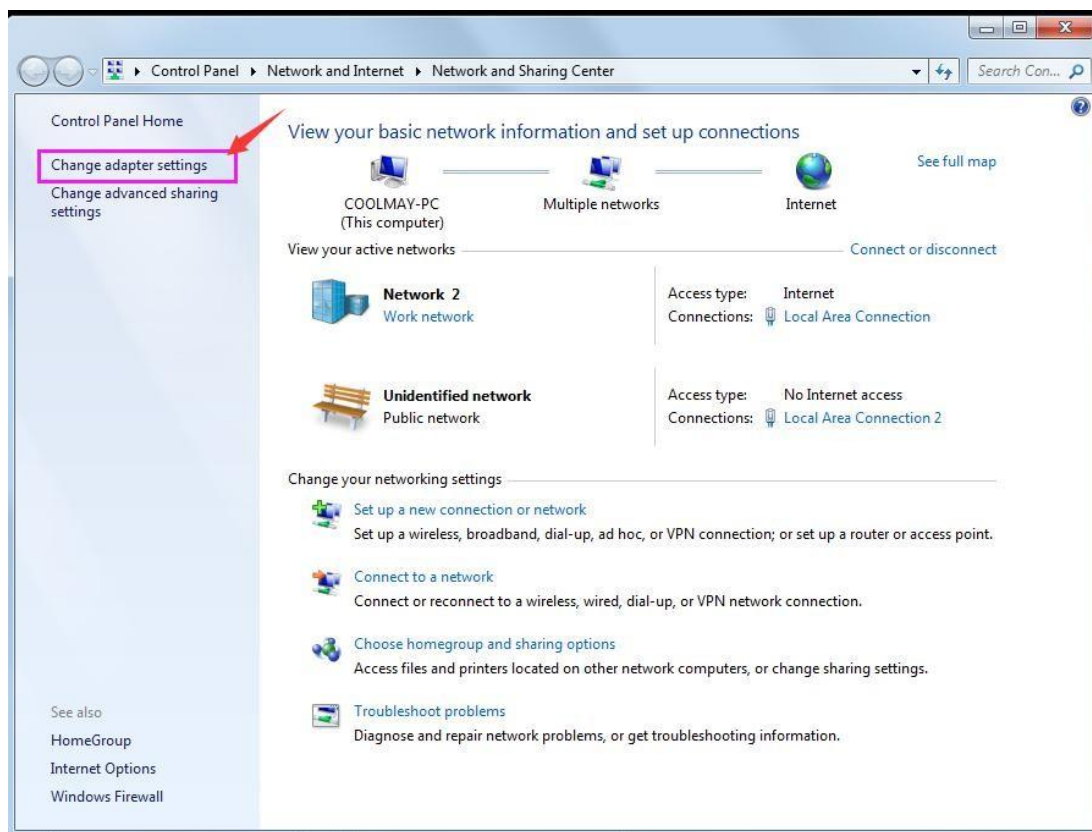 Control Panel ▸ Network and Internet ▸ Network and Sharing Center
Search Con...
Control Panel Home
Change adapter settings
Change advanced sharing
settings
View your basic network information and set up connections
See full map
COOLMAY-PC
(This computer)
Multiple networks
Internet
View your active networks
Connect or disconnect
Network 2
Work network
Access type: Internet
Connections: Local Area Connection
Unidentified network
Public network
Access type: No Internet access
Connections: Local Area Connection 2
Change your networking settings
Set up a new connection or network
Set up a wireless, broadband, dial-up, ad hoc, or VPN connection; or set up a router or access point.
Connect to a network
Connect or reconnect to a wireless, wired, dial-up, or VPN network connection.
Choose homegroup and sharing options
Access files and printers located on other network computers, or change sharing settings.
Troubleshoot problems
Diagnose and repair network problems, or get troubleshooting information.
See also
HomeGroup
Internet Options
Windows Firewall